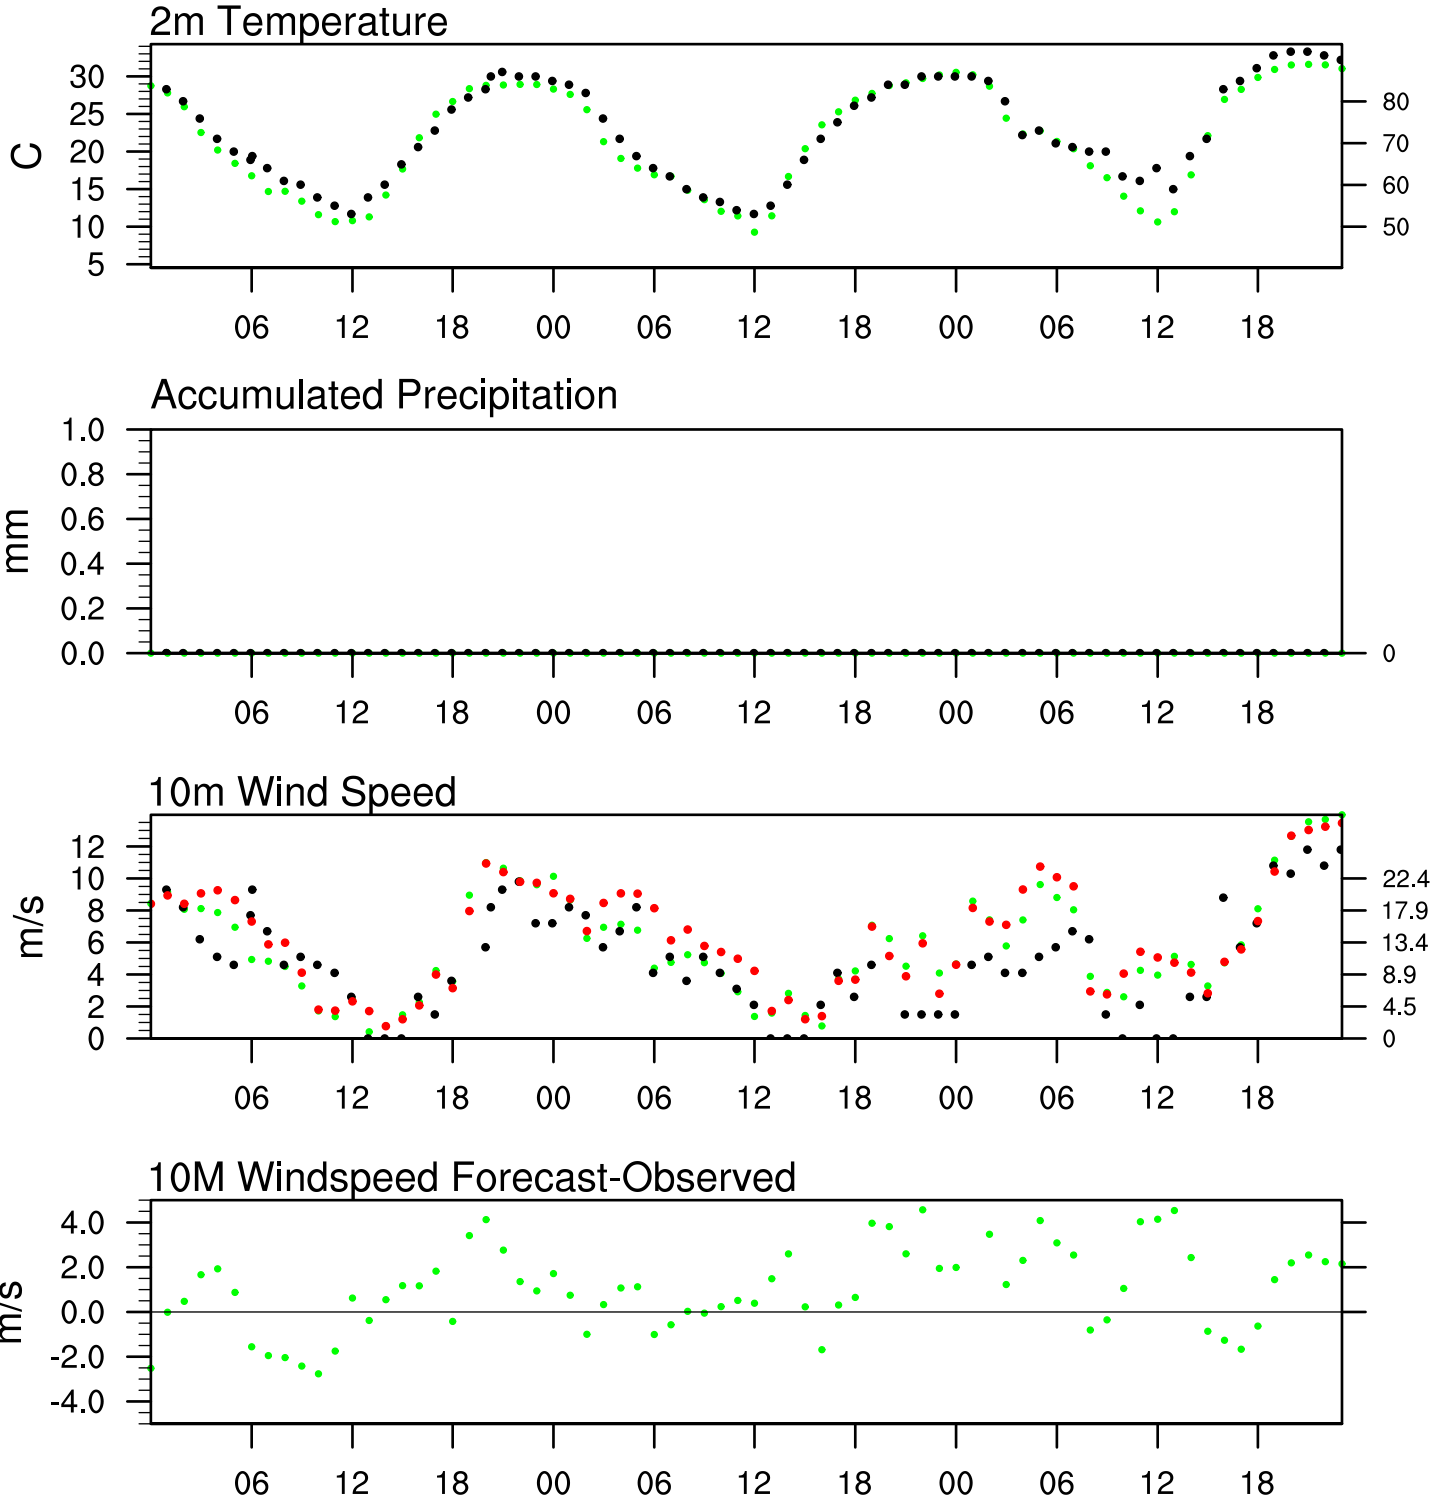 2m Temperature
30
25
20
15
10
5
C
80
70
60
50
06 12 18 00 06 12 18 00 06 12 18
Accumulated Precipitation
1.0
0.8
0.6
0.4
0.2
0.0
mm
0
06 12 18 00 06 12 18 00 06 12 18
10m Wind Speed
12
10
8
6
4
2
0
m/s
22.4
17.9
13.4
8.9
4.5
0
06 12 18 00 06 12 18 00 06 12 18
10M Windspeed Forecast-Observed
4.0
2.0
0.0
-2.0
-4.0
m/s
06 12 18 00 06 12 18 00 06 12 18